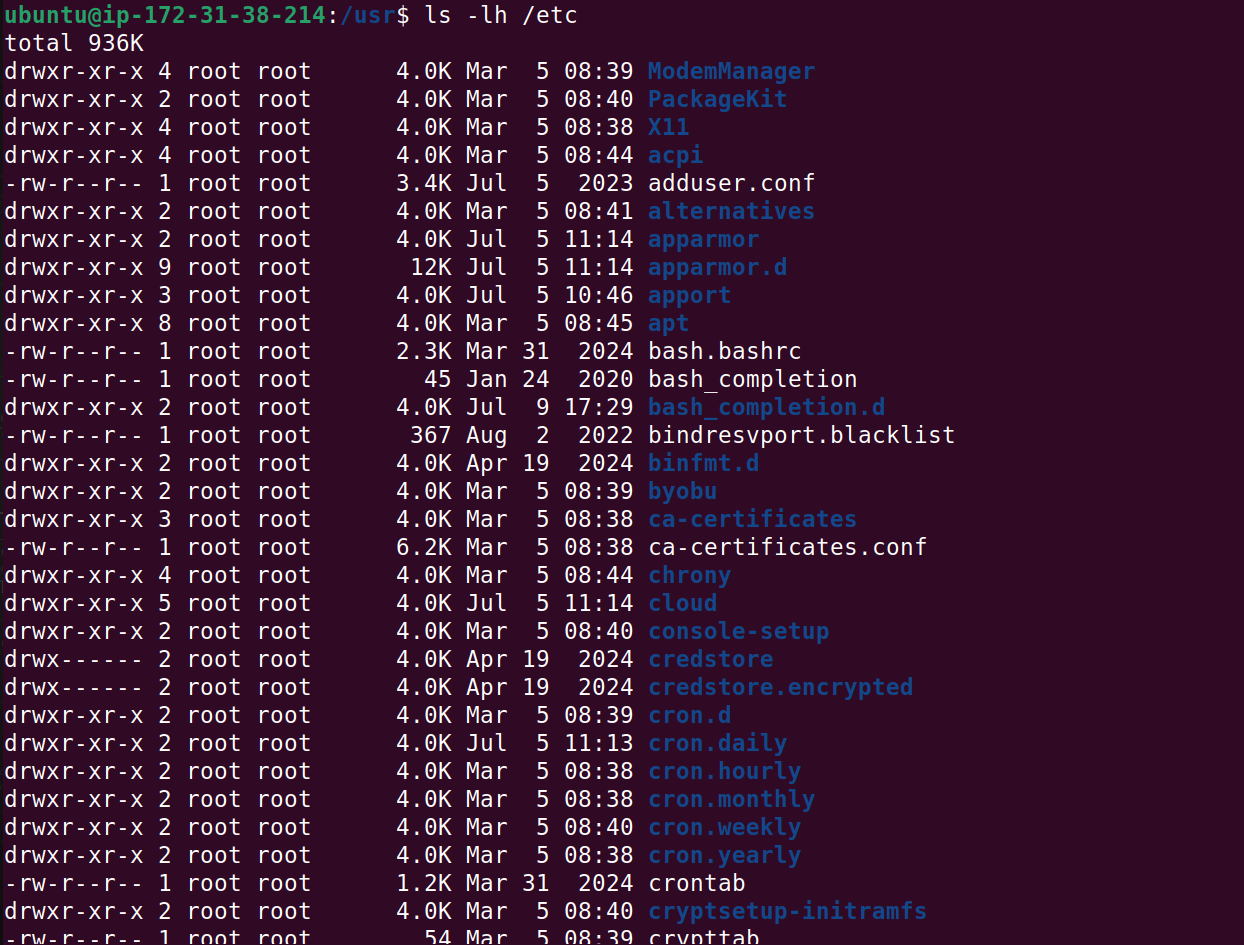 ubuntu@ip-172-31-38-214:/usr$ ls -lh /etc
total 936K
drwxr-xr-x 4 root root      4.0K Mar  5 08:39 ModemManager
drwxr-xr-x 2 root root      4.0K Mar  5 08:40 PackageKit
drwxr-xr-x 4 root root      4.0K Mar  5 08:38 X11
drwxr-xr-x 4 root root      4.0K Mar  5 08:44 acpi
-rw-r--r-- 1 root root      3.4K Jul  5  2023 adduser.conf
drwxr-xr-x 2 root root      4.0K Mar  5 08:41 alternatives
drwxr-xr-x 2 root root      4.0K Jul  5 11:14 apparmor
drwxr-xr-x 9 root root       12K Jul  5 11:14 apparmor.d
drwxr-xr-x 3 root root      4.0K Jul  5 10:46 apport
drwxr-xr-x 8 root root      4.0K Mar  5 08:45 apt
-rw-r--r-- 1 root root      2.3K Mar 31  2024 bash.bashrc
-rw-r--r-- 1 root root        45 Jan 24  2020 bash_completion
drwxr-xr-x 2 root root      4.0K Jul  9 17:29 bash_completion.d
-rw-r--r-- 1 root root       367 Aug  2  2022 bindresvport.blacklist
drwxr-xr-x 2 root root      4.0K Apr 19  2024 binfmt.d
drwxr-xr-x 2 root root      4.0K Mar  5 08:39 byobu
drwxr-xr-x 3 root root      4.0K Mar  5 08:38 ca-certificates
-rw-r--r-- 1 root root      6.2K Mar  5 08:38 ca-certificates.conf
drwxr-xr-x 4 root root      4.0K Mar  5 08:44 chrony
drwxr-xr-x 5 root root      4.0K Jul  5 11:14 cloud
drwxr-xr-x 2 root root      4.0K Mar  5 08:40 console-setup
drwx------ 2 root root      4.0K Apr 19  2024 credstore
drwx------ 2 root root      4.0K Apr 19  2024 credstore.encrypted
drwxr-xr-x 2 root root      4.0K Mar  5 08:39 cron.d
drwxr-xr-x 2 root root      4.0K Jul  5 11:13 cron.daily
drwxr-xr-x 2 root root      4.0K Mar  5 08:38 cron.hourly
drwxr-xr-x 2 root root      4.0K Mar  5 08:38 cron.monthly
drwxr-xr-x 2 root root      4.0K Mar  5 08:40 cron.weekly
drwxr-xr-x 2 root root      4.0K Mar  5 08:38 cron.yearly
-rw-r--r-- 1 root root      1.2K Mar 31  2024 crontab
drwxr-xr-x 2 root root      4.0K Mar  5 08:40 cryptsetup-initramfs
-rw-r--r-- 1 root root        54 Mar  5 08:39 crypttab